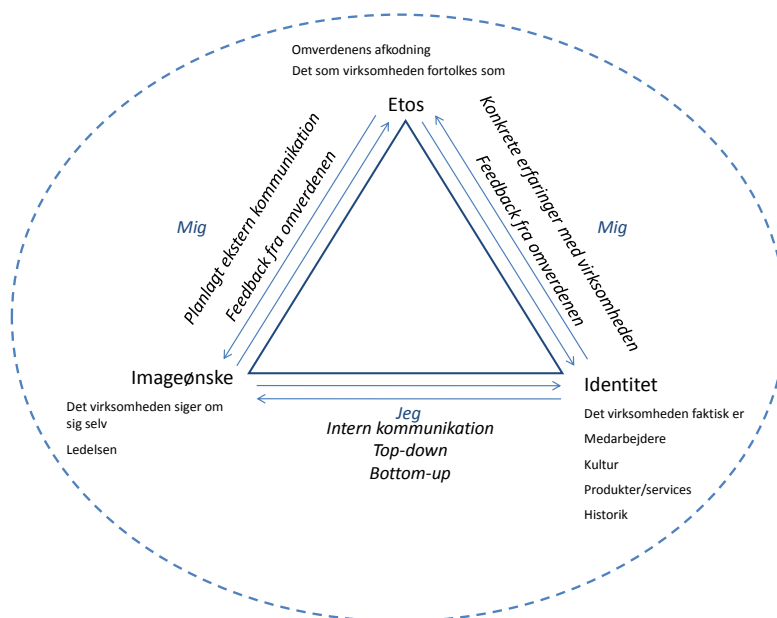 Omverdenens afkodning
Det som virksomheden fortolkes som
Etos
Planlagt ekstern kommunikation
Feedback fra omverdenen
Mig
Konkrete erfaringer med virksomheden
Feedback fra omverdenen
Mig
Imageønske
Det virksomheden siger om
sig selv
Ledelsen
Jeg
Intern kommunikation
Top-down
Bottom-up
Identitet
Det virksomheden faktisk er
Medarbejdere
Kultur
Produkter/services
Historik